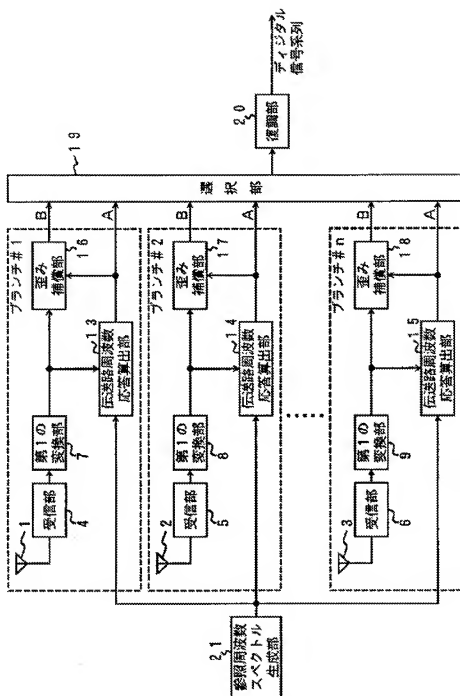 ブランチ#1
1
受信部
4
第1の
変換部
7
伝送路周波数
応答算出部
13
歪み
補償部
16
B
A
ブランチ#2
2
受信部
5
第1の
変換部
8
伝送路周波数
応答算出部
14
歪み
補償部
17
B
A
ブランチ#n
3
受信部
6
第1の
変換部
9
伝送路周波数
応答算出部
15
歪み
補償部
18
B
A
21
参照周波数
スペクトル
生成部
選択部
19
20
復調部
ディジタル
信号系列